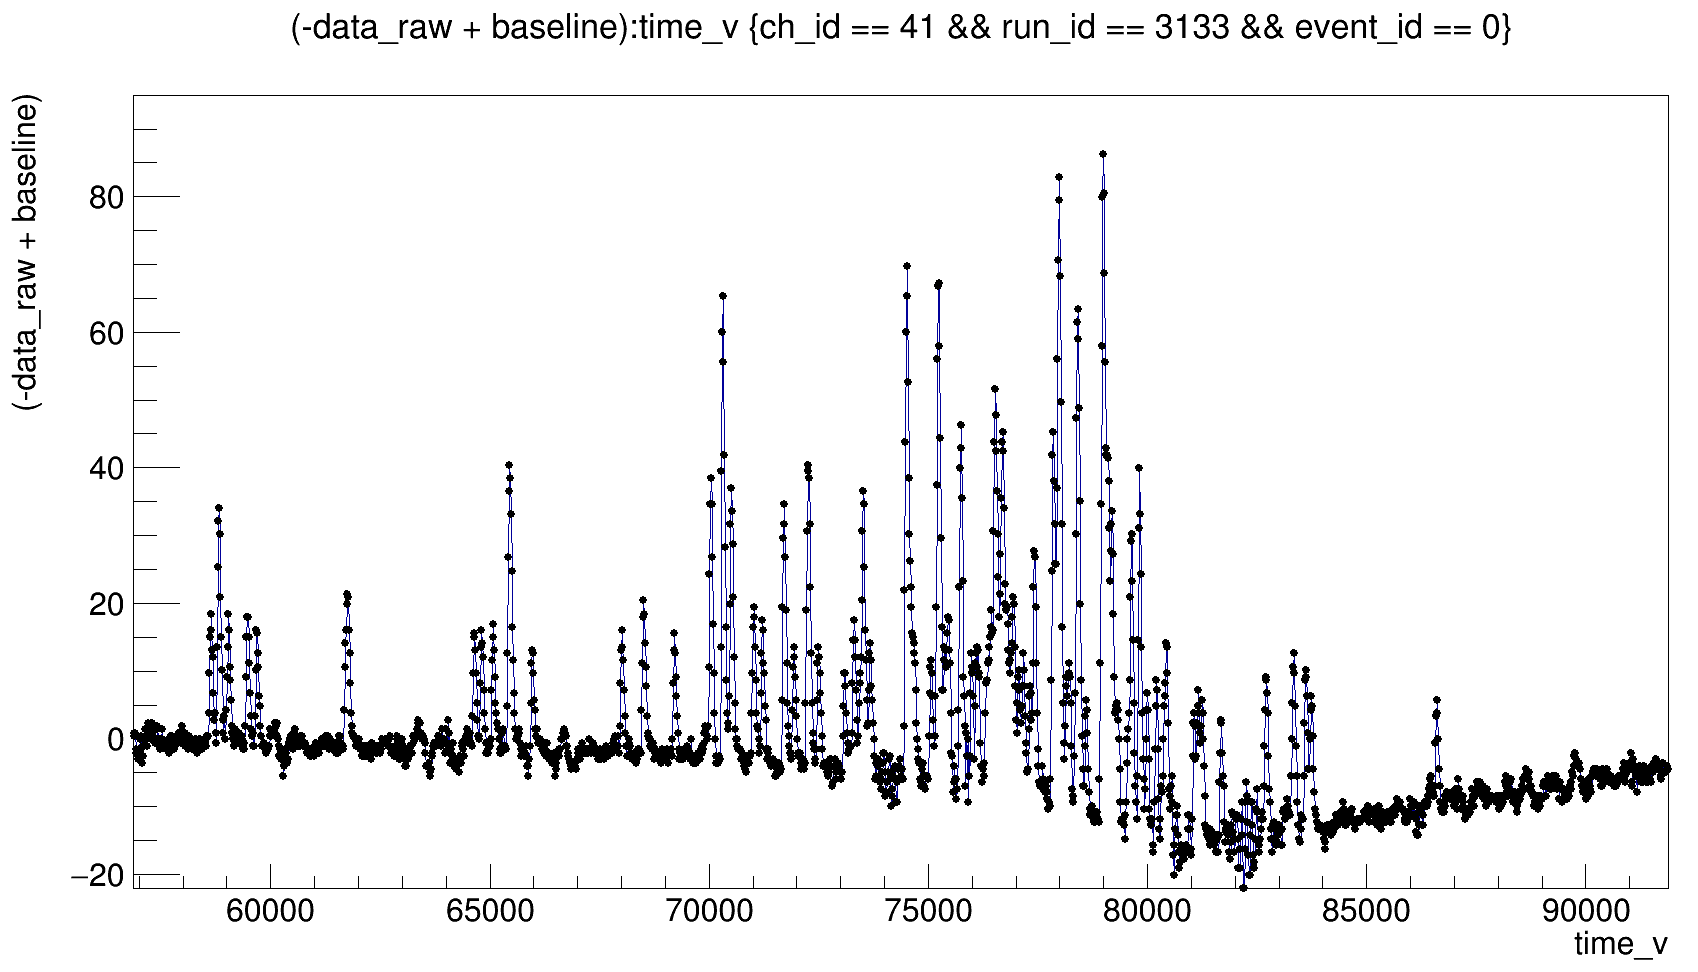 (-data_raw + baseline):time_v {ch_id == 41 && run_id == 3133 && event_id == 0}
(-data_raw + baseline)
80
60
40
20
0
−20
60000 65000 70000 75000 80000 85000 90000
time_v